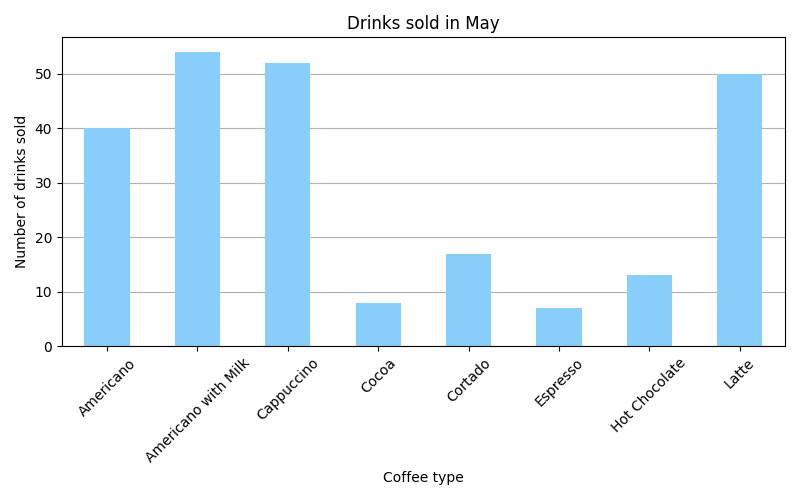 Drinks sold in May
Number of drinks sold
50
40
30
20
10
0
Americano
Americano with Milk
Cappuccino
Cocoa
Cortado
Espresso
Hot Chocolate
Latte
Coffee type